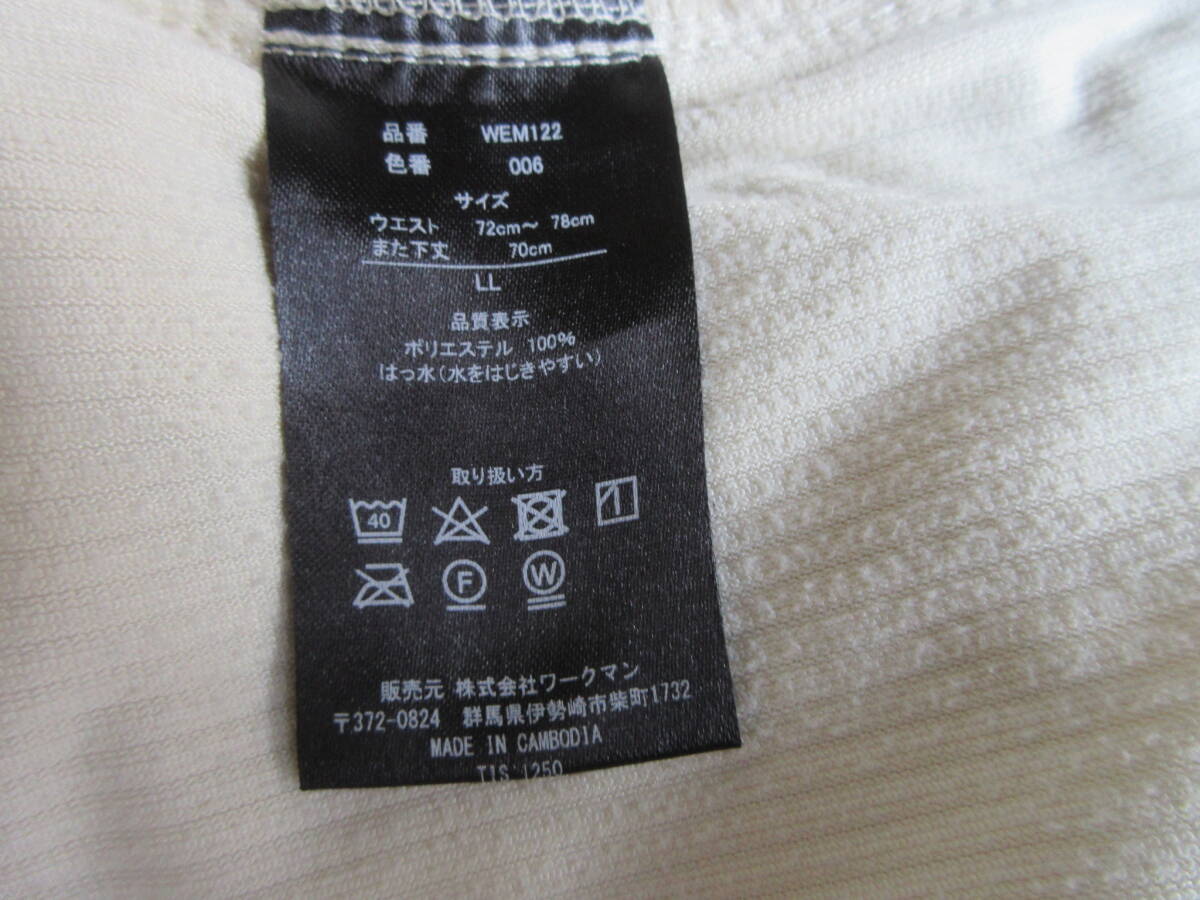 品番 WEM122
色番 006
サイズ
ウエスト 72cm〜 78cm
また下丈 70cm
LL
品質表示
ポリエステル 100%
はっ水(水をはじきやすい)
取り扱い方
40
F W
販売元 株式会社ワークマン
〒372-0824 群馬県伊勢崎市柴町1732
MADE IN CAMBODIA
TIS 1250